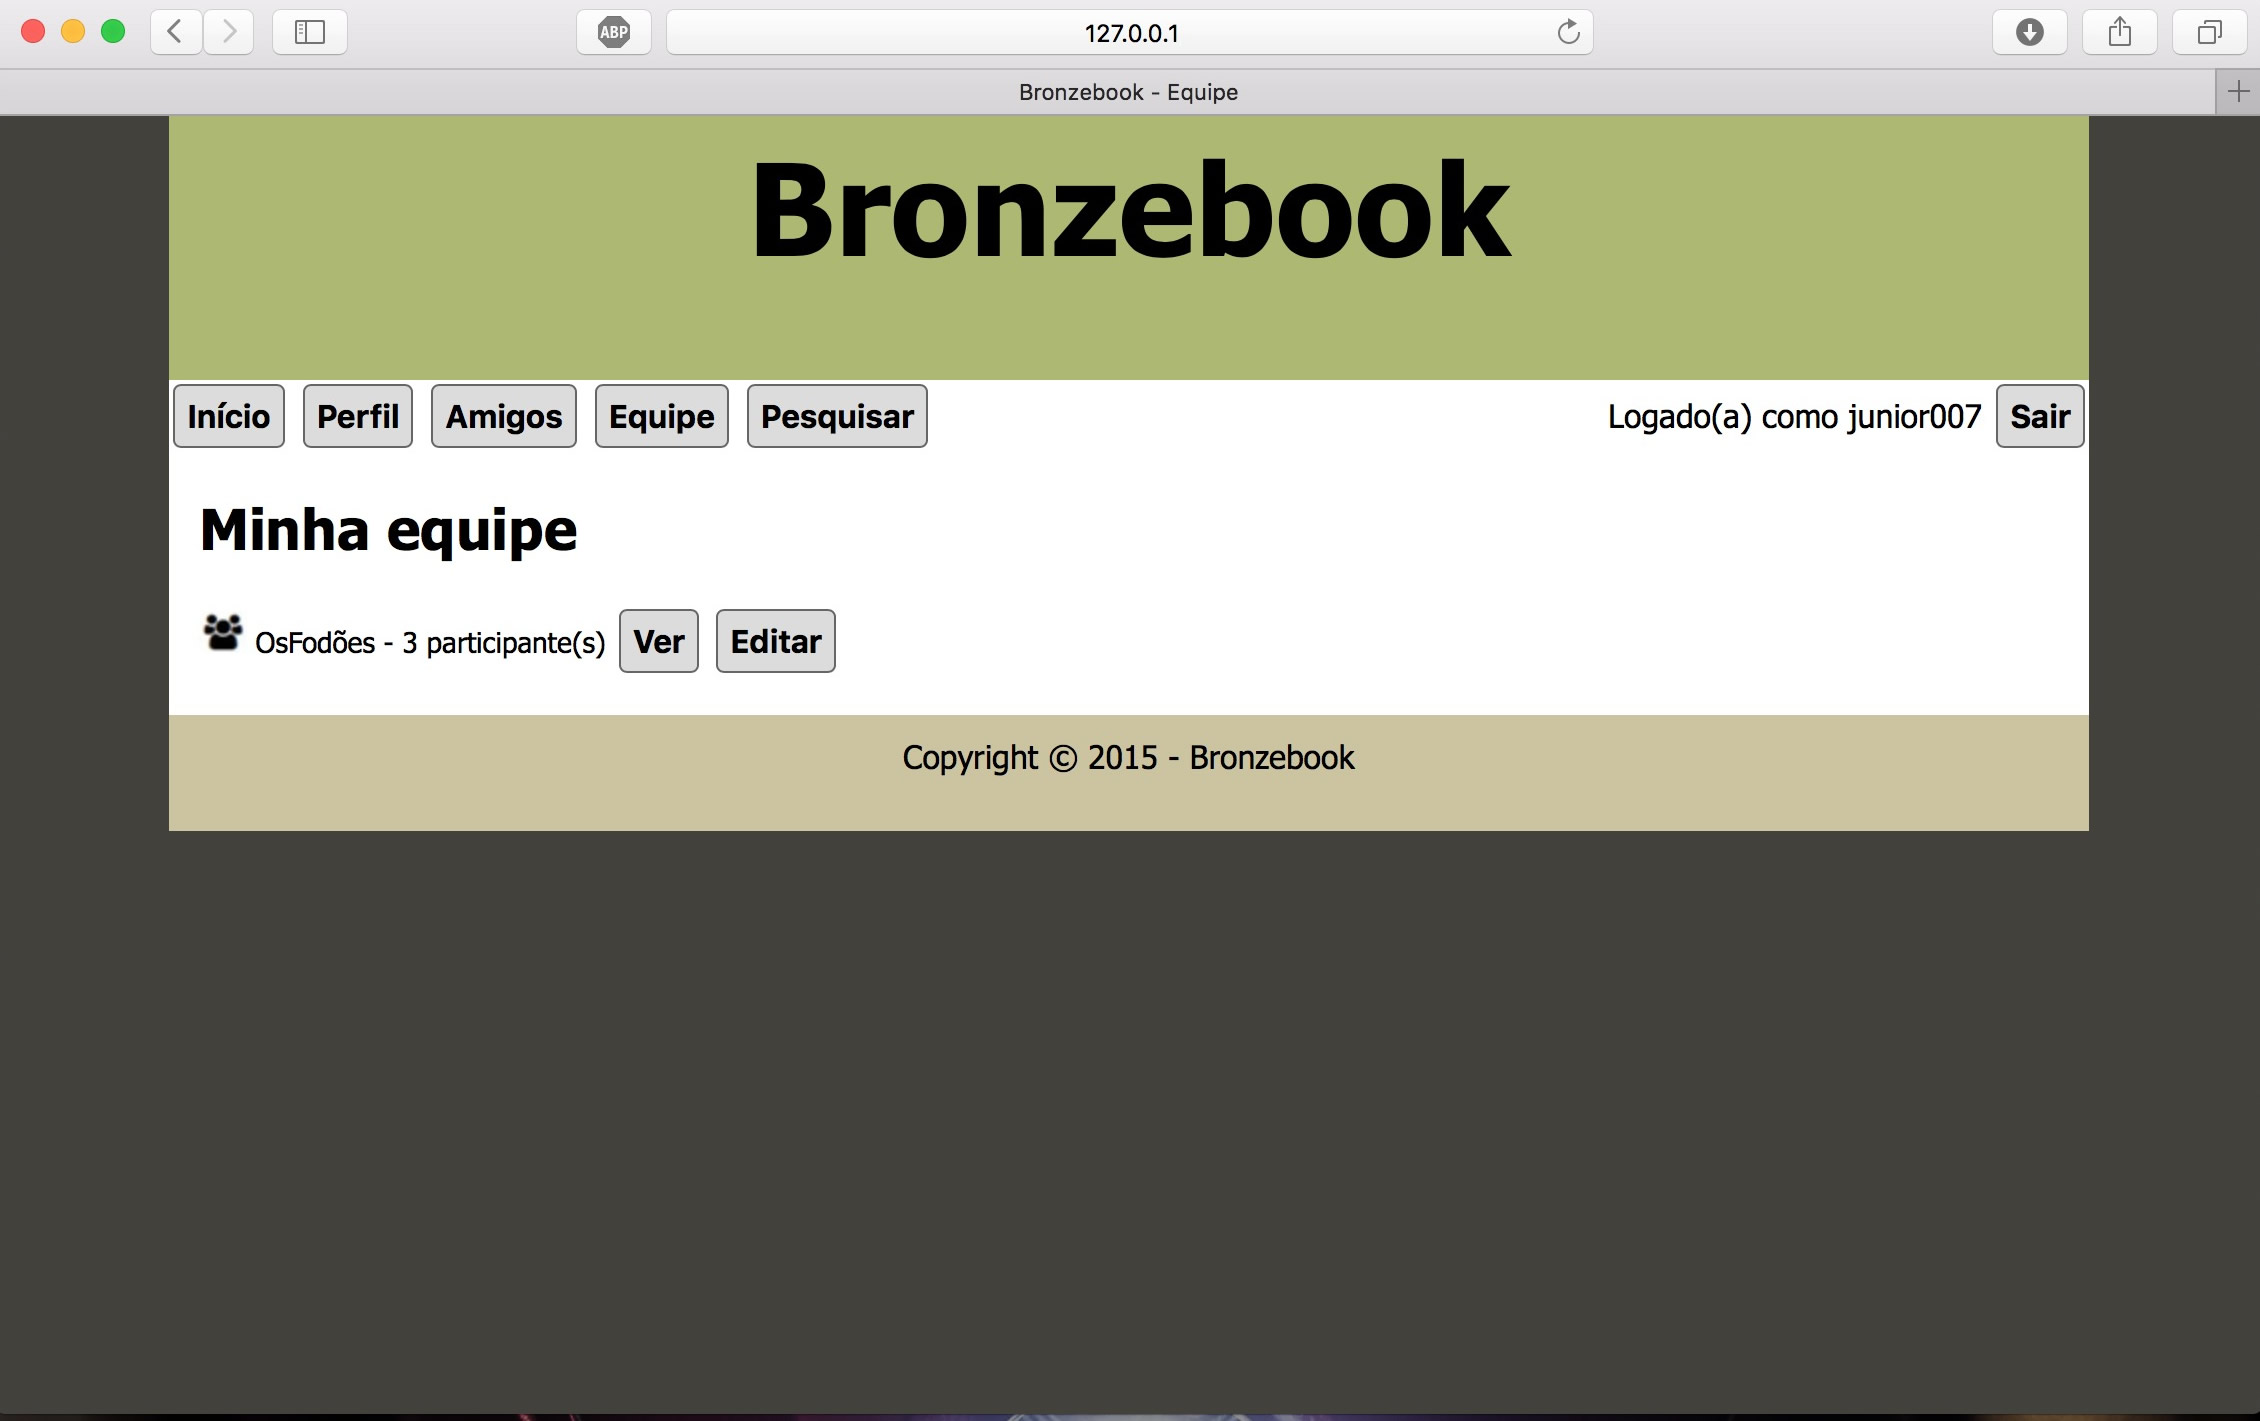 ABP
127.0.0.1
Bronzebook - Equipe
Bronzebook
Início Perfil Amigos Equipe Pesquisar Logado(a) como junior007 Sair
Minha equipe
OsFodões - 3 participante(s) Ver Editar
Copyright © 2015 - Bronzebook